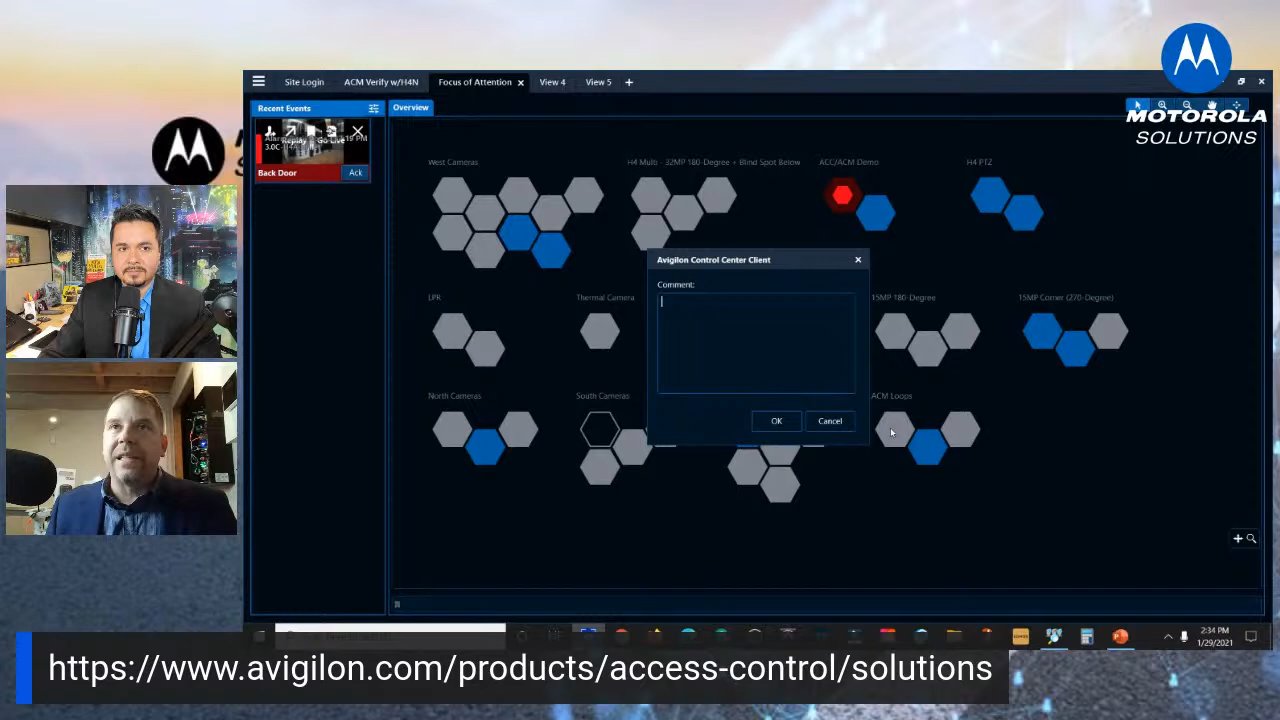 Site Login
ACM Verify w/H4N
Focus of Attention
View 4
View 5
MOTOROLA
SOLUTIONS
Recent Events
Overview
Replay
Go Live
Back Door
Ack
West Cameras
H4 Multi - 32MP 180-Degree + Blind Spot Below
ACC/ACM Demo
H4 PTZ
Avigilon Control Center Client
Comment:
OK
Cancel
LPR
Thermal Camera
15MP 180-Degree
15MP Corner (270-Degree)
North Cameras
South Cameras
ACM Loops
2:34 PM
1/29/2021
https://www.avigilon.com/products/access-control/solutions